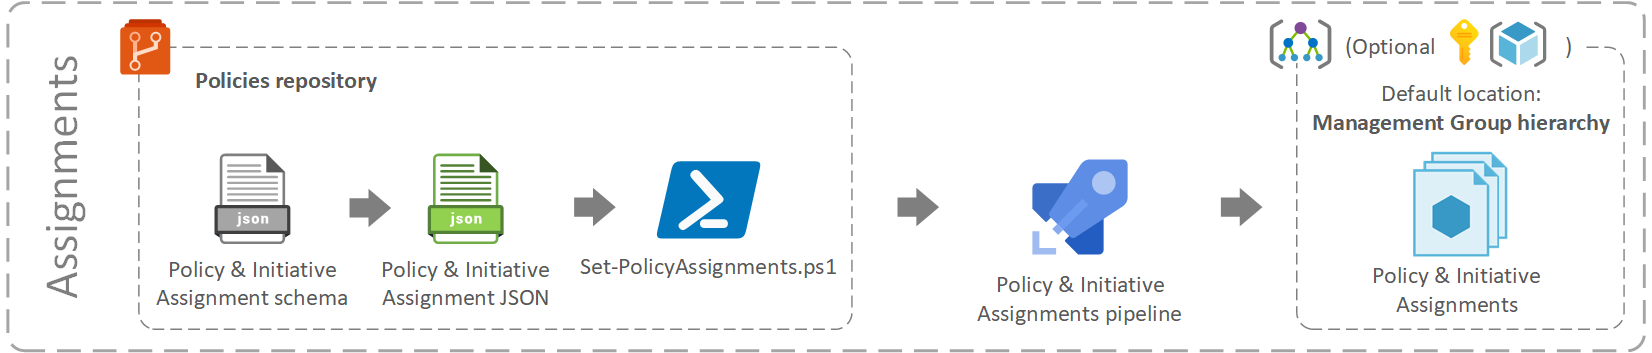 Assignments
Policies repository
json
Policy & Initiative
Assignment schema
json
Policy & Initiative
Assignment JSON
Set-PolicyAssignments.ps1
Policy & Initiative
Assignments pipeline
(Optional )
Default location:
Management Group hierarchy
Policy & Initiative
Assignments